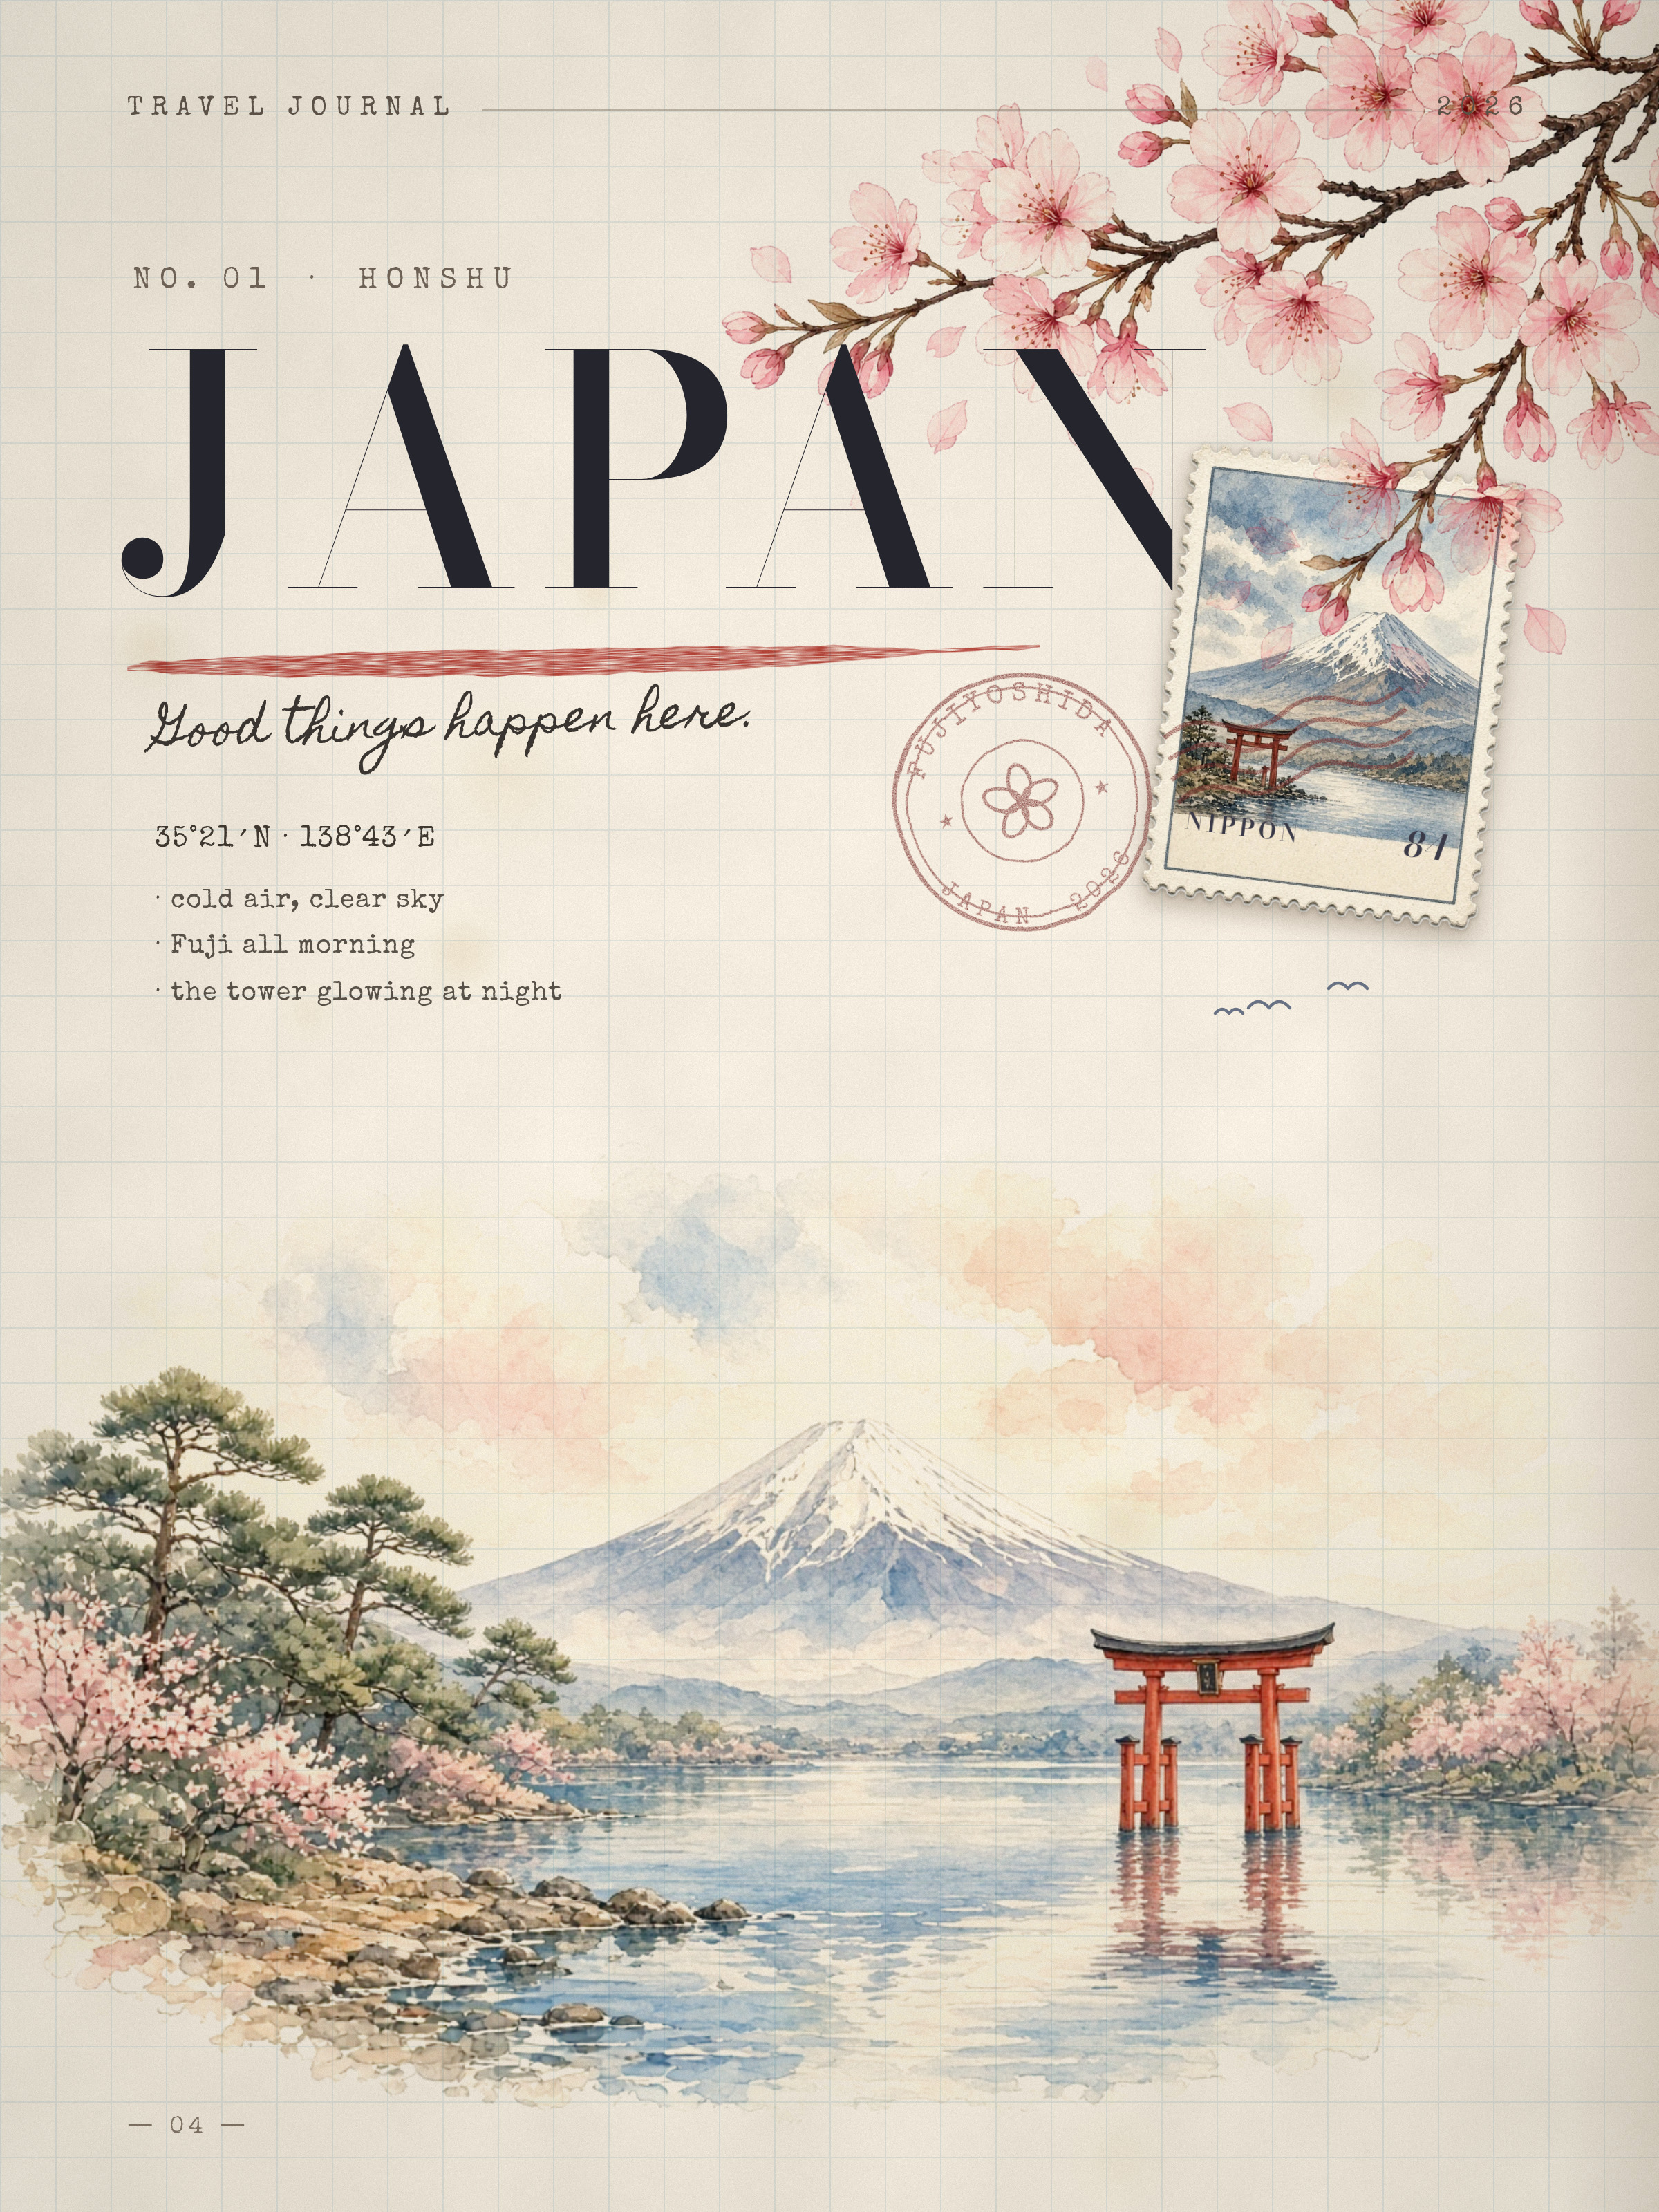 TRAVEL JOURNAL
2026
NO. 01 · HONSHU
JAPAN
Good things happen here.
35°21′N · 138°43′E
· cold air, clear sky
· Fuji all morning
· the tower glowing at night
FUJIYOSHIDA
JAPAN 2026
NIPPON
84
— 04 —